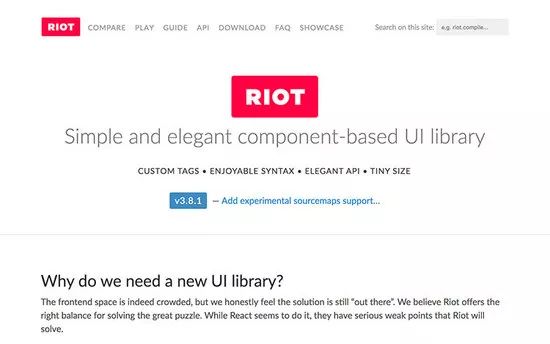 RIOT COMPARE PLAY GUIDE API DOWNLOAD FAQ SHOWCASE Search on this site: e.g. riot.compile...
RIOT
Simple and elegant component-based UI library
CUSTOM TAGS • ENJOYABLE SYNTAX • ELEGANT API • TINY SIZE
v3.8.1 — Add experimental sourcemaps support...
Why do we need a new UI library?
The frontend space is indeed crowded, but we honestly feel the solution is still “out there”. We believe Riot offers the
right balance for solving the great puzzle. While React seems to do it, they have serious weak points that Riot will
solve.